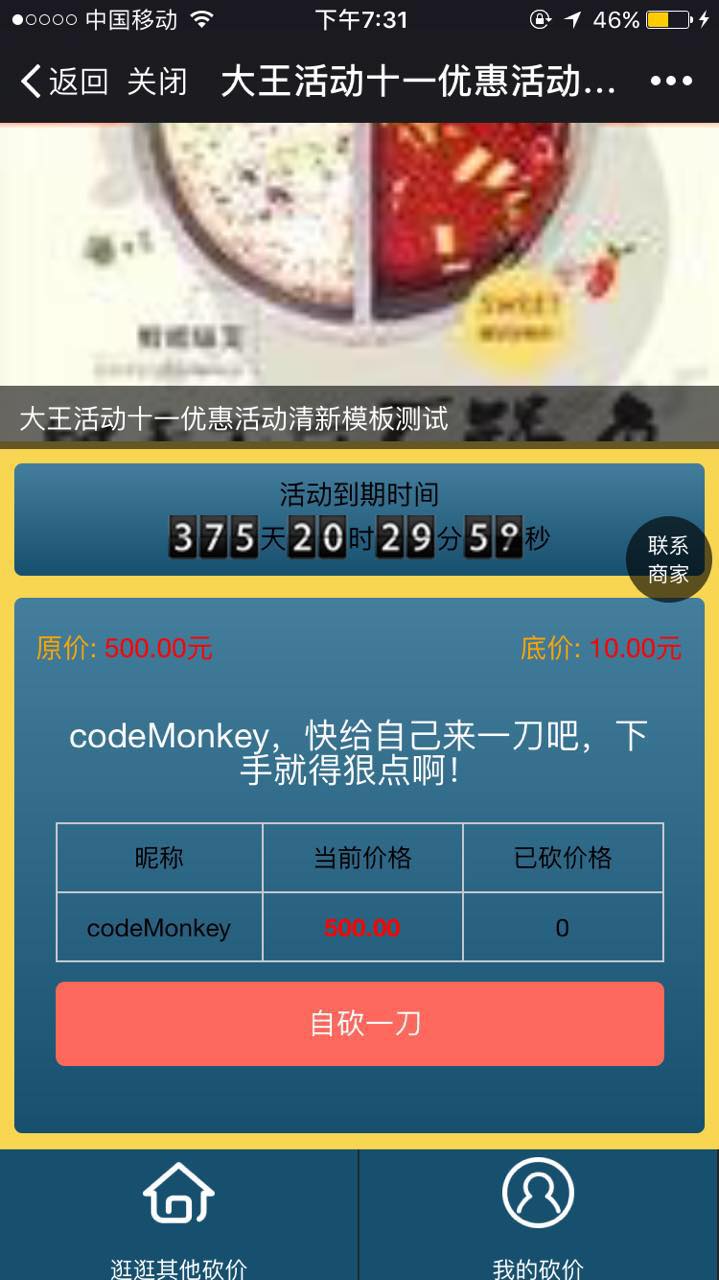 中国移动 下午7:31 46%
返回 关闭 大王活动十一优惠活动...
SWEET
大王活动十一优惠活动清新模板测试
活动到期时间
375天20时29分59秒
联系
商家
原价: 500.00元 底价: 10.00元
codeMonkey，快给自己来一刀吧，下
手就得狠点啊！
昵称 当前价格 已砍价格
codeMonkey 500.00 0
自砍一刀
逛逛其他砍价 我的砍价